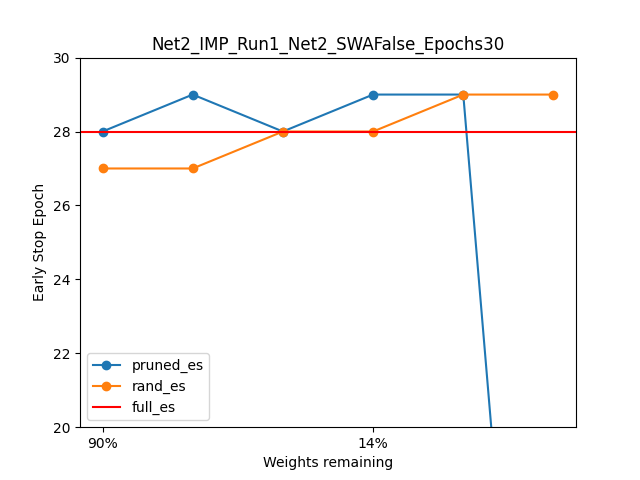 Net2_IMP_Run1_Net2_SWAFalse_Epochs30
30
28
26
24
22
20
Early Stop Epoch
pruned_es
rand_es
full_es
90%
14%
Weights remaining